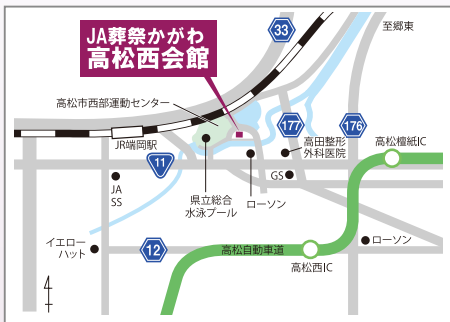 JA葬祭かがわ
高松西会館
33
至郷東
高松市西部運動センター
177
176
高田整形
外科医院
高松檀紙IC
JR端岡駅
11
JA
SS
県立総合
水泳プール
ローソン
GS
イエロー
ハット
12
高松自動車道
ローソン
高松西IC
4